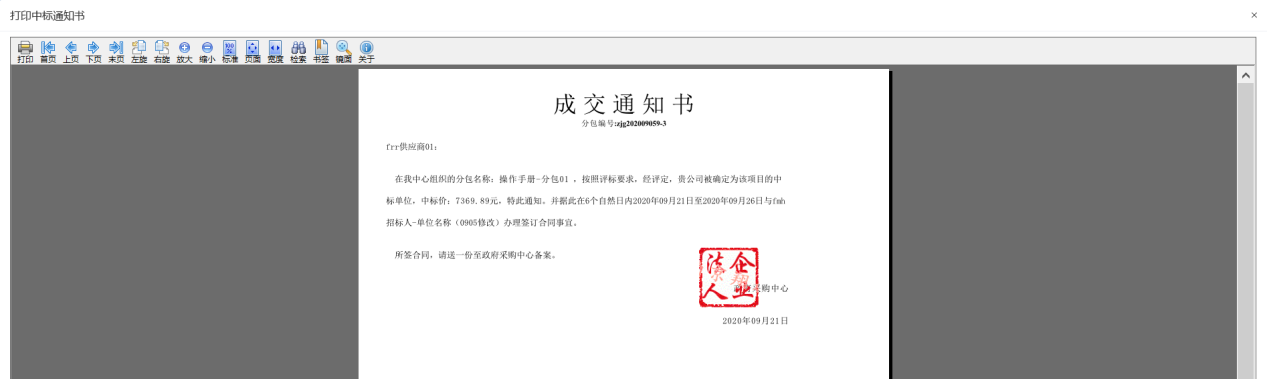 打印中标通知书
×
打印 首页 上页 下页 末页 左旋 右旋 放大 缩小 标准 页面 宽度 检索 书签 镜面 关于
成交通知书
分包编号:zjg202009059-3
frr供应商01:
在我中心组织的分包名称: 操作手册-分包01 ,按照评标要求,经评定,贵公司被确定为该项目的中
标单位,中标价: 7369.89元,特此通知。并据此在6个自然日内2020年09月21日至2020年09月26日与fmh
招标人-单位名称(0905修改)办理签订合同事宜。
所签合同,请送一份至政府采购中心备案。
企业
法人
政府采购中心
2020年09月21日